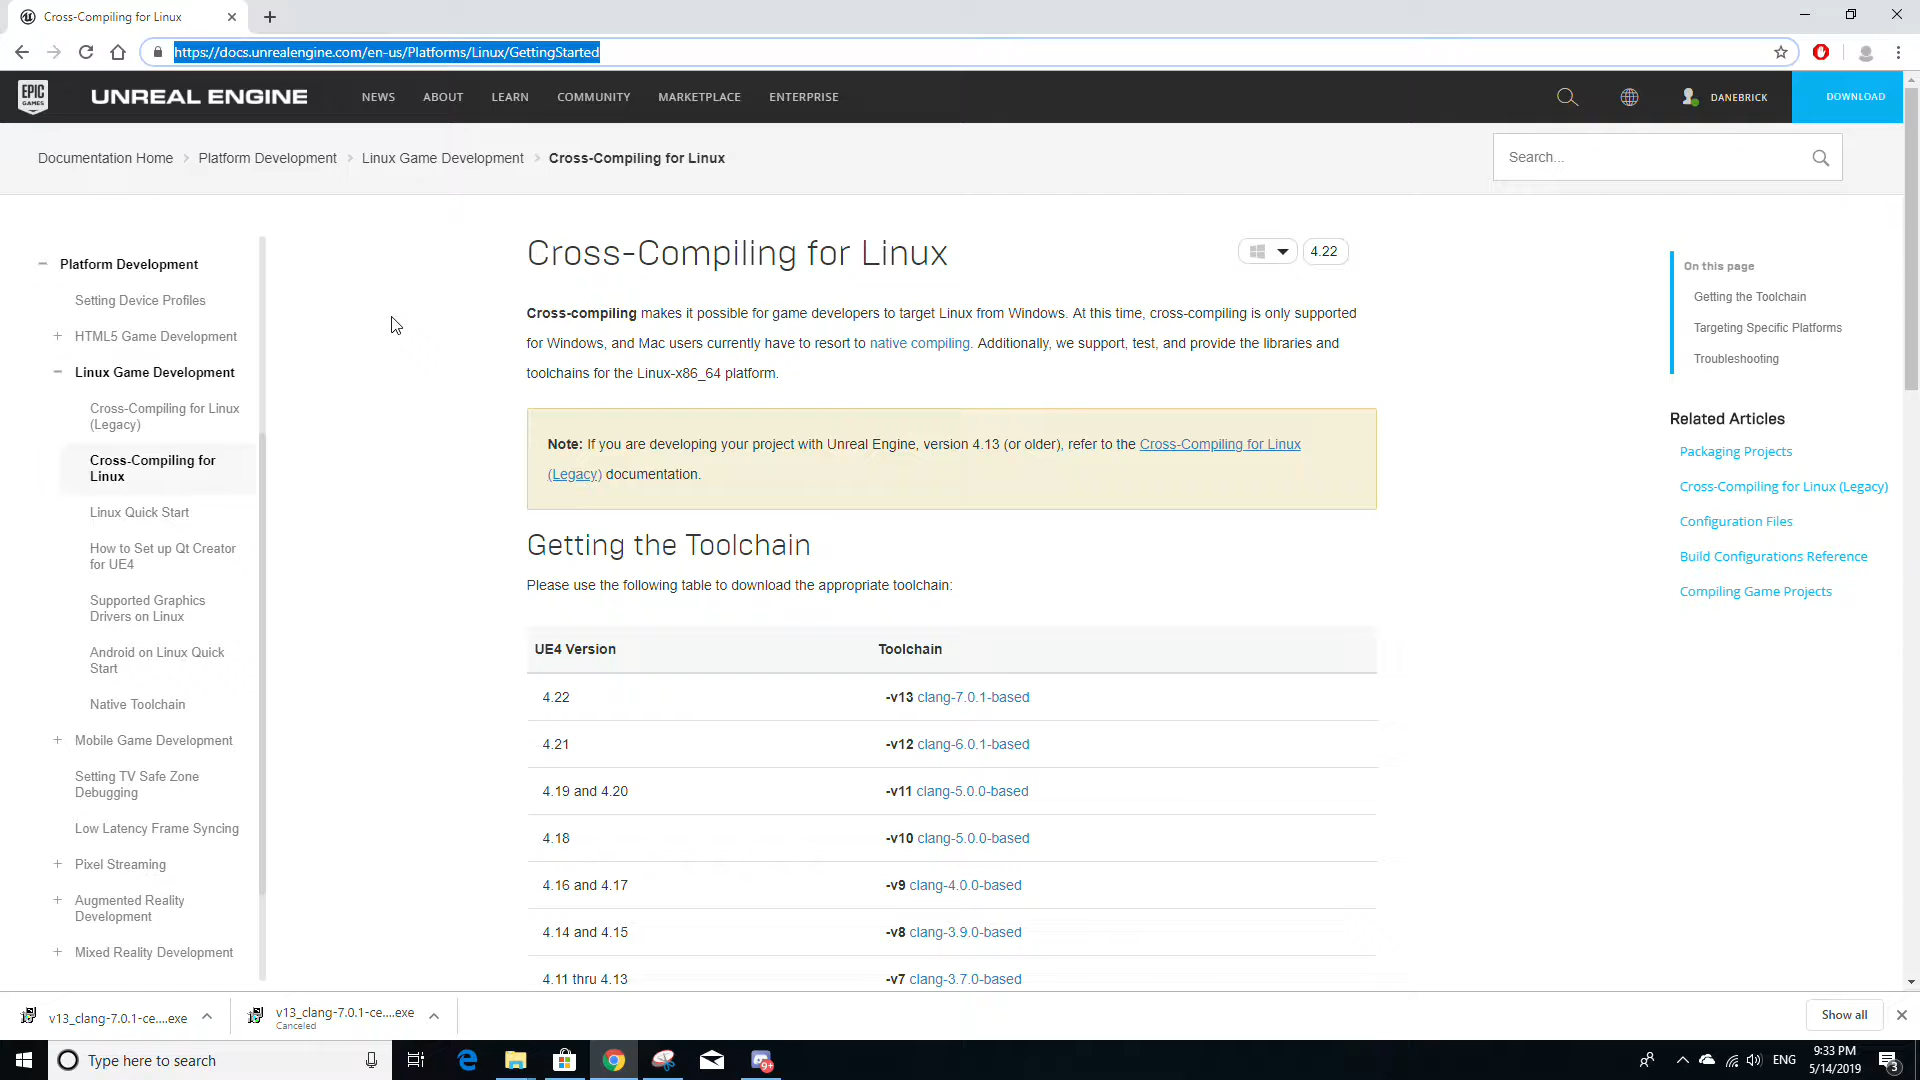 Cross-Compiling for Linux
https://docs.unrealengine.com/en-us/Platforms/Linux/GettingStarted
EPIC GAMES
UNREAL ENGINE
NEWS ABOUT LEARN COMMUNITY MARKETPLACE ENTERPRISE
DANEBRICK
DOWNLOAD
Documentation Home Platform Development Linux Game Development Cross-Compiling for Linux
Search...
Platform Development
Setting Device Profiles
HTML5 Game Development
Linux Game Development
Cross-Compiling for Linux
(Legacy)
Cross-Compiling for
Linux
Linux Quick Start
How to Set up Qt Creator
for UE4
Supported Graphics
Drivers on Linux
Android on Linux Quick
Start
Native Toolchain
Mobile Game Development
Setting TV Safe Zone
Debugging
Low Latency Frame Syncing
Pixel Streaming
Augmented Reality
Development
Mixed Reality Development
Cross-Compiling for Linux
4.22
Cross-compiling makes it possible for game developers to target Linux from Windows. At this time, cross-compiling is only supported
for Windows, and Mac users currently have to resort to native compiling. Additionally, we support, test, and provide the libraries and
toolchains for the Linux-x86_64 platform.
Note: If you are developing your project with Unreal Engine, version 4.13 (or older), refer to the Cross-Compiling for Linux
(Legacy) documentation.
Getting the Toolchain
Please use the following table to download the appropriate toolchain:
UE4 Version Toolchain
4.22 -v13 clang-7.0.1-based
4.21 -v12 clang-6.0.1-based
4.19 and 4.20 -v11 clang-5.0.0-based
4.18 -v10 clang-5.0.0-based
4.16 and 4.17 -v9 clang-4.0.0-based
4.14 and 4.15 -v8 clang-3.9.0-based
4.11 thru 4.13 -v7 clang-3.7.0-based
On this page
Getting the Toolchain
Targeting Specific Platforms
Troubleshooting
Related Articles
Packaging Projects
Cross-Compiling for Linux (Legacy)
Configuration Files
Build Configurations Reference
Compiling Game Projects
v13_clang-7.0.1-ce....exe
v13_clang-7.0.1-ce....exe
Canceled
Show all
Type here to search
9+
ENG
9:33 PM
5/14/2019
3